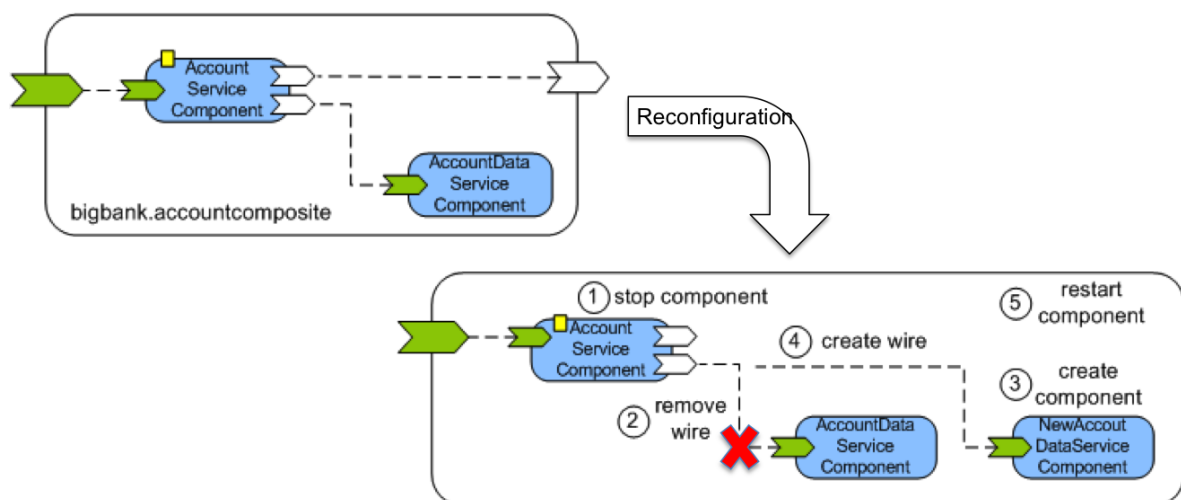 Account
Service
Component
AccountData
Service
Component
bigbank.accountcomposite
Reconfiguration
1 stop component
Account
Service
Component
2 remove
wire
4 create wire
5 restart
component
3 create
component
AccountData
Service
Component
NewAccout
DataService
Component